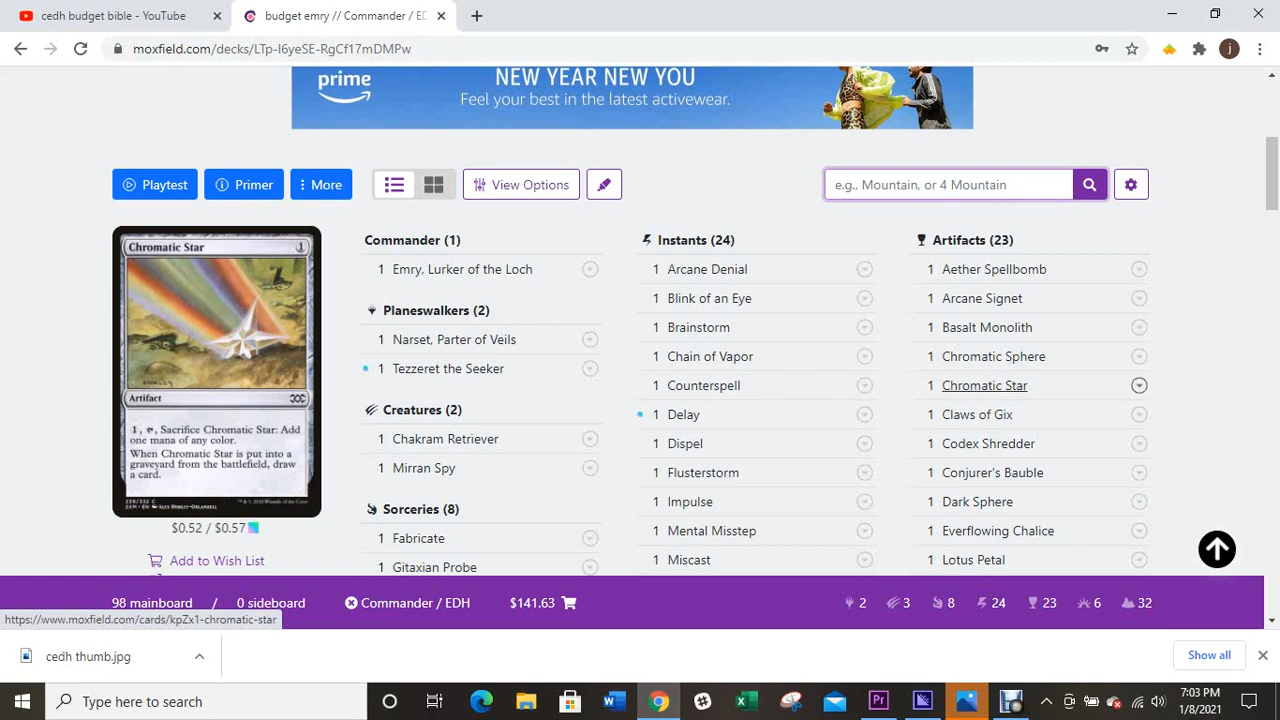 cedh budget bible - YouTube
budget emry // Commander / ED
moxfield.com/decks/LTp-I6yeSE-RgCf17mDMPw
j
prime
NEW YEAR NEW YOU
Feel your best in the latest activewear.
Playtest
Primer
More
View Options
e.g., Mountain, or 4 Mountain
Chromatic Star 1
Artifact
1, , Sacrifice Chromatic Star: Add
one mana of any color.
When Chromatic Star is put into a
graveyard from the battlefield, draw
a card.
$0.52 / $0.57
Add to Wish List
Commander (1)
1 Emry, Lurker of the Loch
Planeswalkers (2)
1 Narset, Parter of Veils
1 Tezzeret the Seeker
Creatures (2)
1 Chakram Retriever
1 Mirran Spy
Sorceries (8)
1 Fabricate
1 Gitaxian Probe
Instants (24)
1 Arcane Denial
1 Blink of an Eye
1 Brainstorm
1 Chain of Vapor
1 Counterspell
1 Delay
1 Dispel
1 Flusterstorm
1 Impulse
1 Mental Misstep
1 Miscast
Artifacts (23)
1 Aether Spellbomb
1 Arcane Signet
1 Basalt Monolith
1 Chromatic Sphere
1 Chromatic Star
1 Claws of Gix
1 Codex Shredder
1 Conjurer's Bauble
1 Dark Sphere
1 Everflowing Chalice
1 Lotus Petal
98 mainboard / 0 sideboard Commander / EDH $141.63 2 3 8 24 23 6 32
https://www.moxfield.com/cards/kpZx1-chromatic-star
cedh thumb.jpg
Show all
Type here to search
7:03 PM
1/8/2021